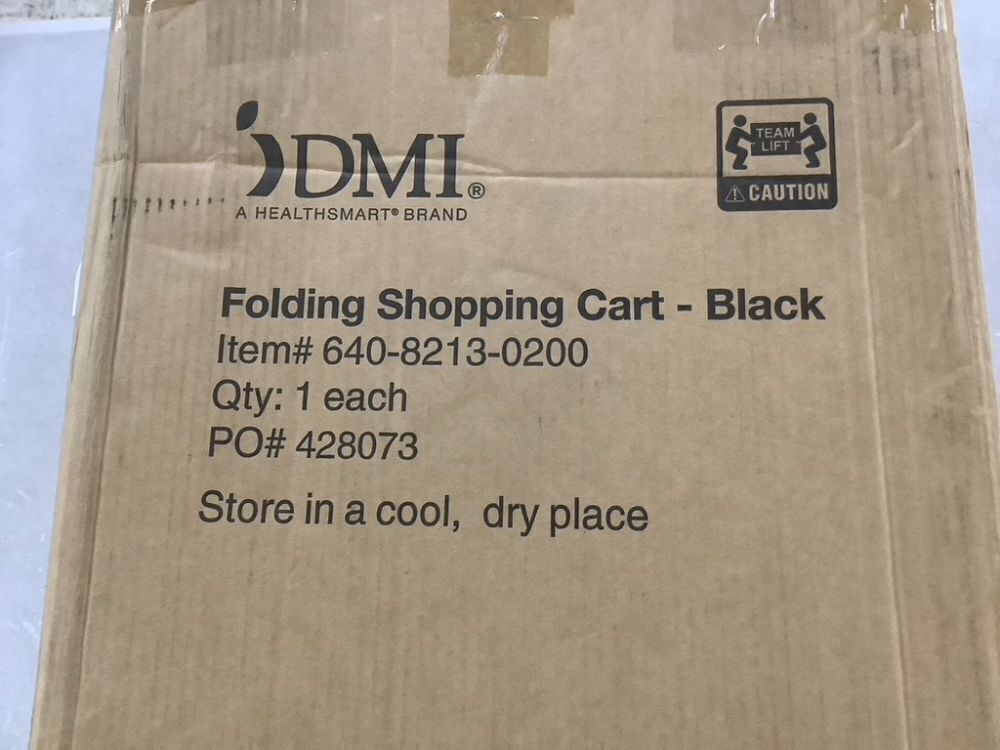 DMI®
A HEALTHSMART® BRAND
TEAM
LIFT
CAUTION
Folding Shopping Cart - Black
Item# 640-8213-0200
Qty: 1 each
PO# 428073
Store in a cool, dry place